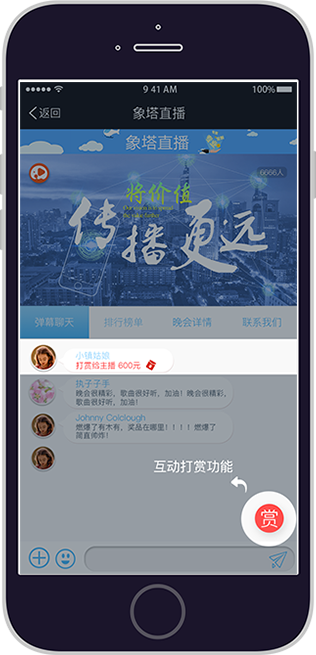 9:41 AM
100%
返回
象塔直播
象塔直播
6666人
将价值
传播更远
弹幕聊天
排行榜单
晚会详情
联系我们
小镇姑娘
打赏给主播 600元
执子子手
晚会很精彩，歌曲很好听，加油！晚会很精彩，
歌曲很好听，加油！
Johnny Colclough
燃爆了有木有，奖品在哪里！！！！燃爆了
简直帅炸！
互动打赏功能
赏